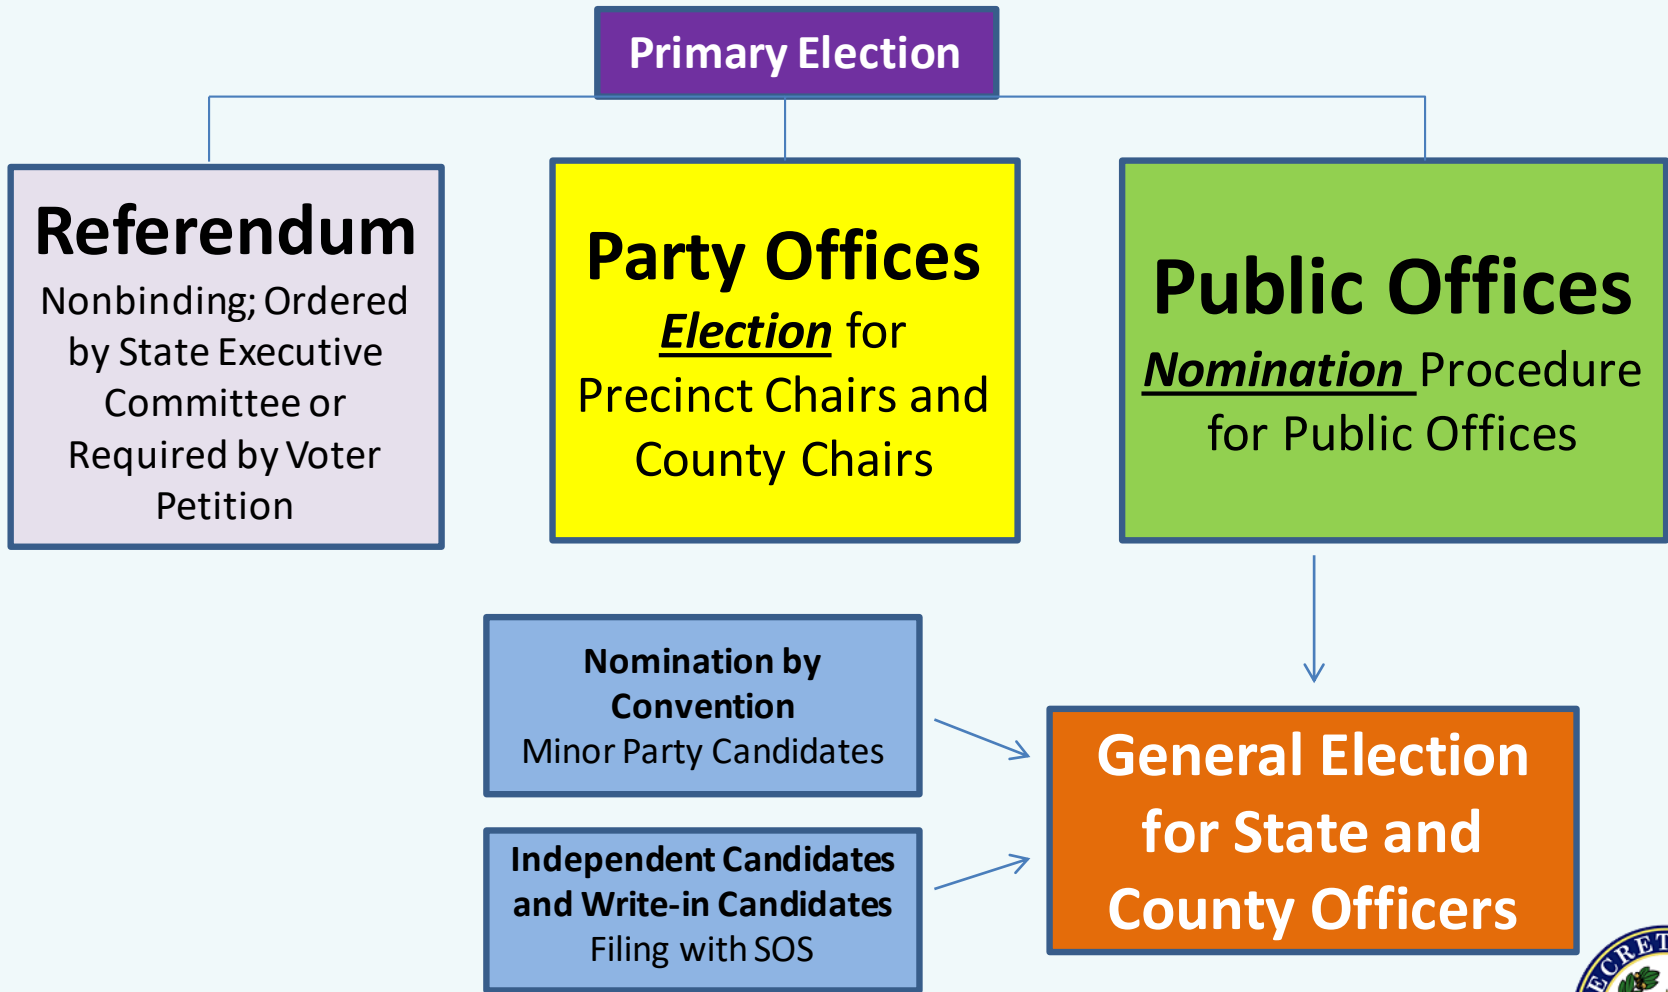 Primary Election
Referendum
Nonbinding; Ordered
by State Executive
Committee or
Required by Voter
Petition
Party Offices
Election for
Precinct Chairs and
County Chairs
Public Offices
Nomination Procedure
for Public Offices
Nomination by
Convention
Minor Party Candidates
Independent Candidates
and Write-in Candidates
Filing with SOS
General Election
for State and
County Officers